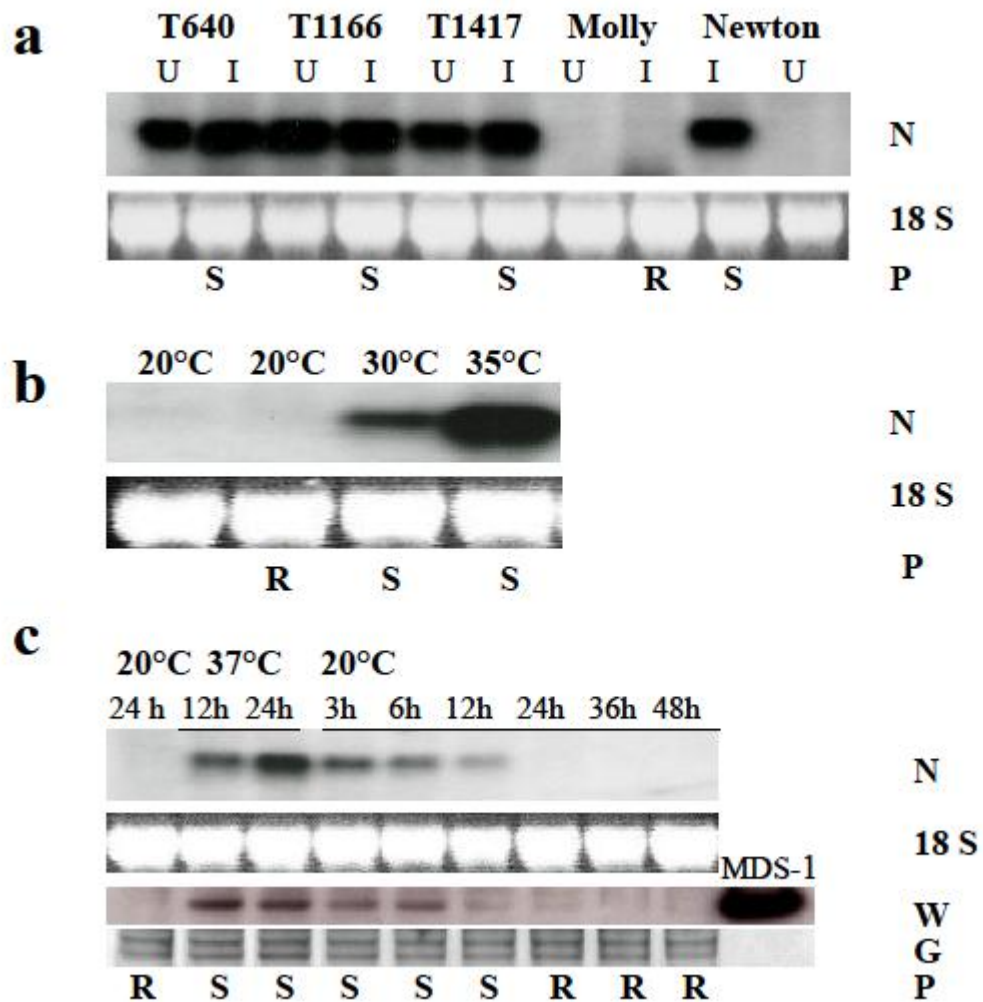 a
T640 T1166 T1417 Molly Newton
U I U I U I U I I U
N
18 S
S S S R S P
b
20°C 20°C 30°C 35°C
N
18 S
R S S P
c
20°C 37°C 20°C
24 h 12h 24h 3h 6h 12h 24h 36h 48h
N
18 S
MDS-1
W
G
R S S S S S R R R P